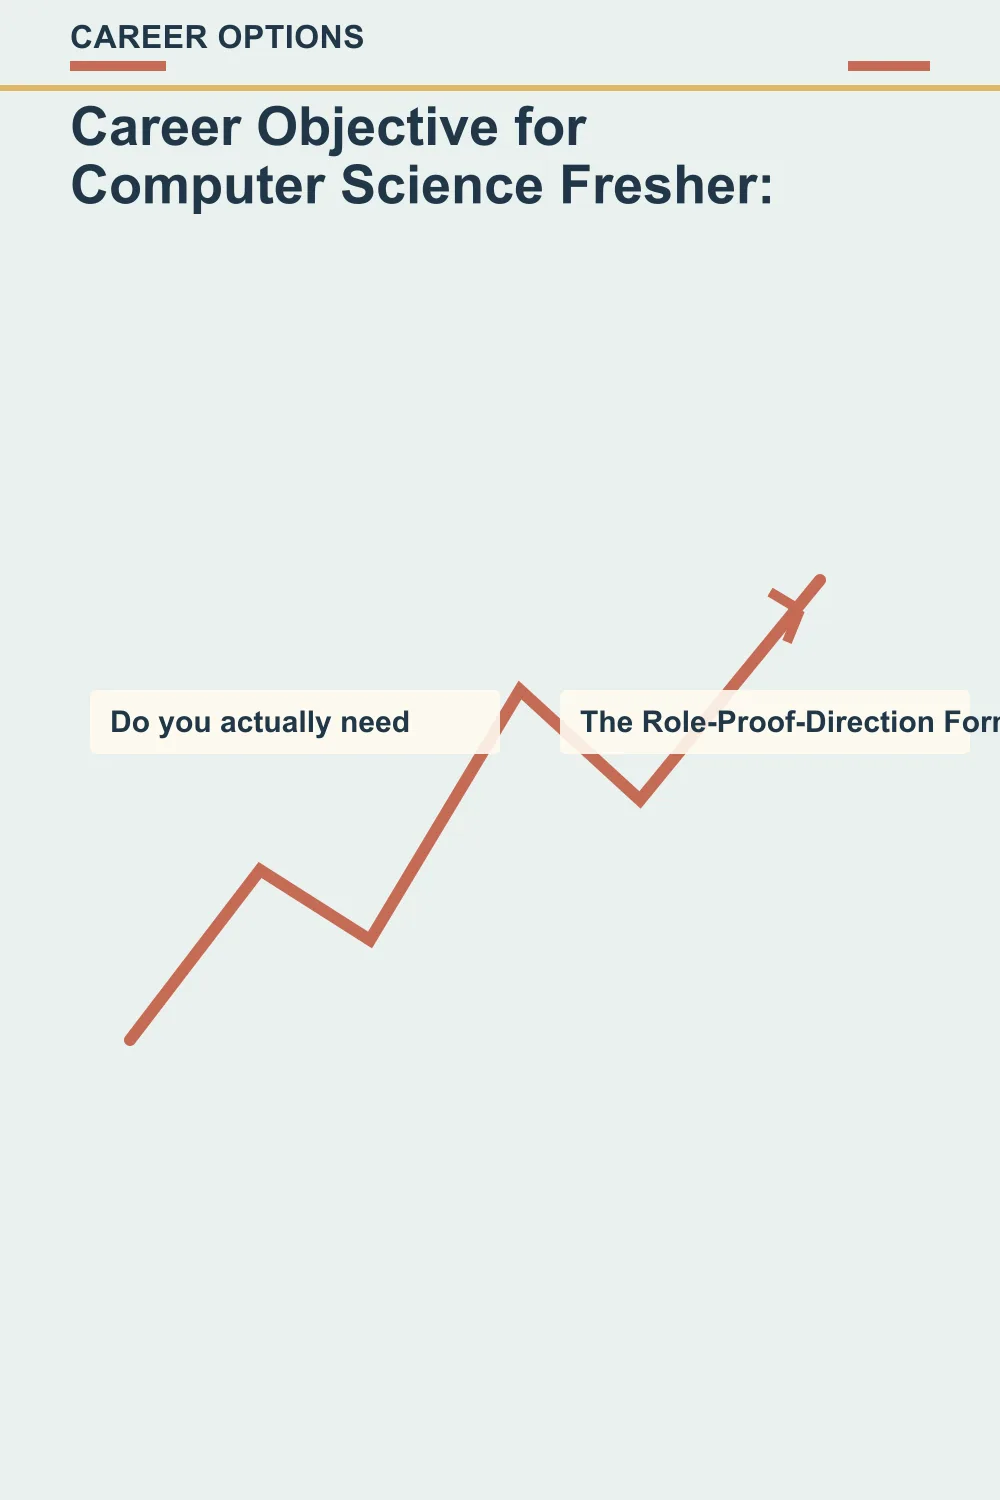 CAREER OPTIONS
Career Objective for
Computer Science Fresher:
Do you actually need
The Role-Proof-Direction